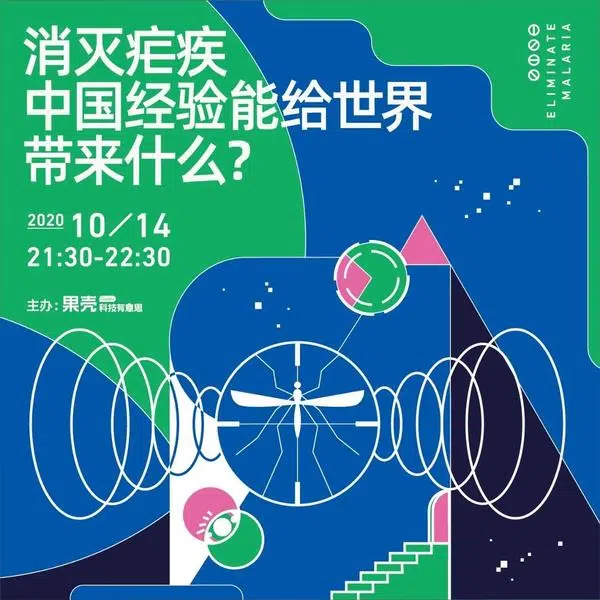 消灭疟疾
中国经验能给世界
带来什么？
2020 10/14
21:30-22:30
主办：果壳 科技有意思
ELIMINATE
MALARIA